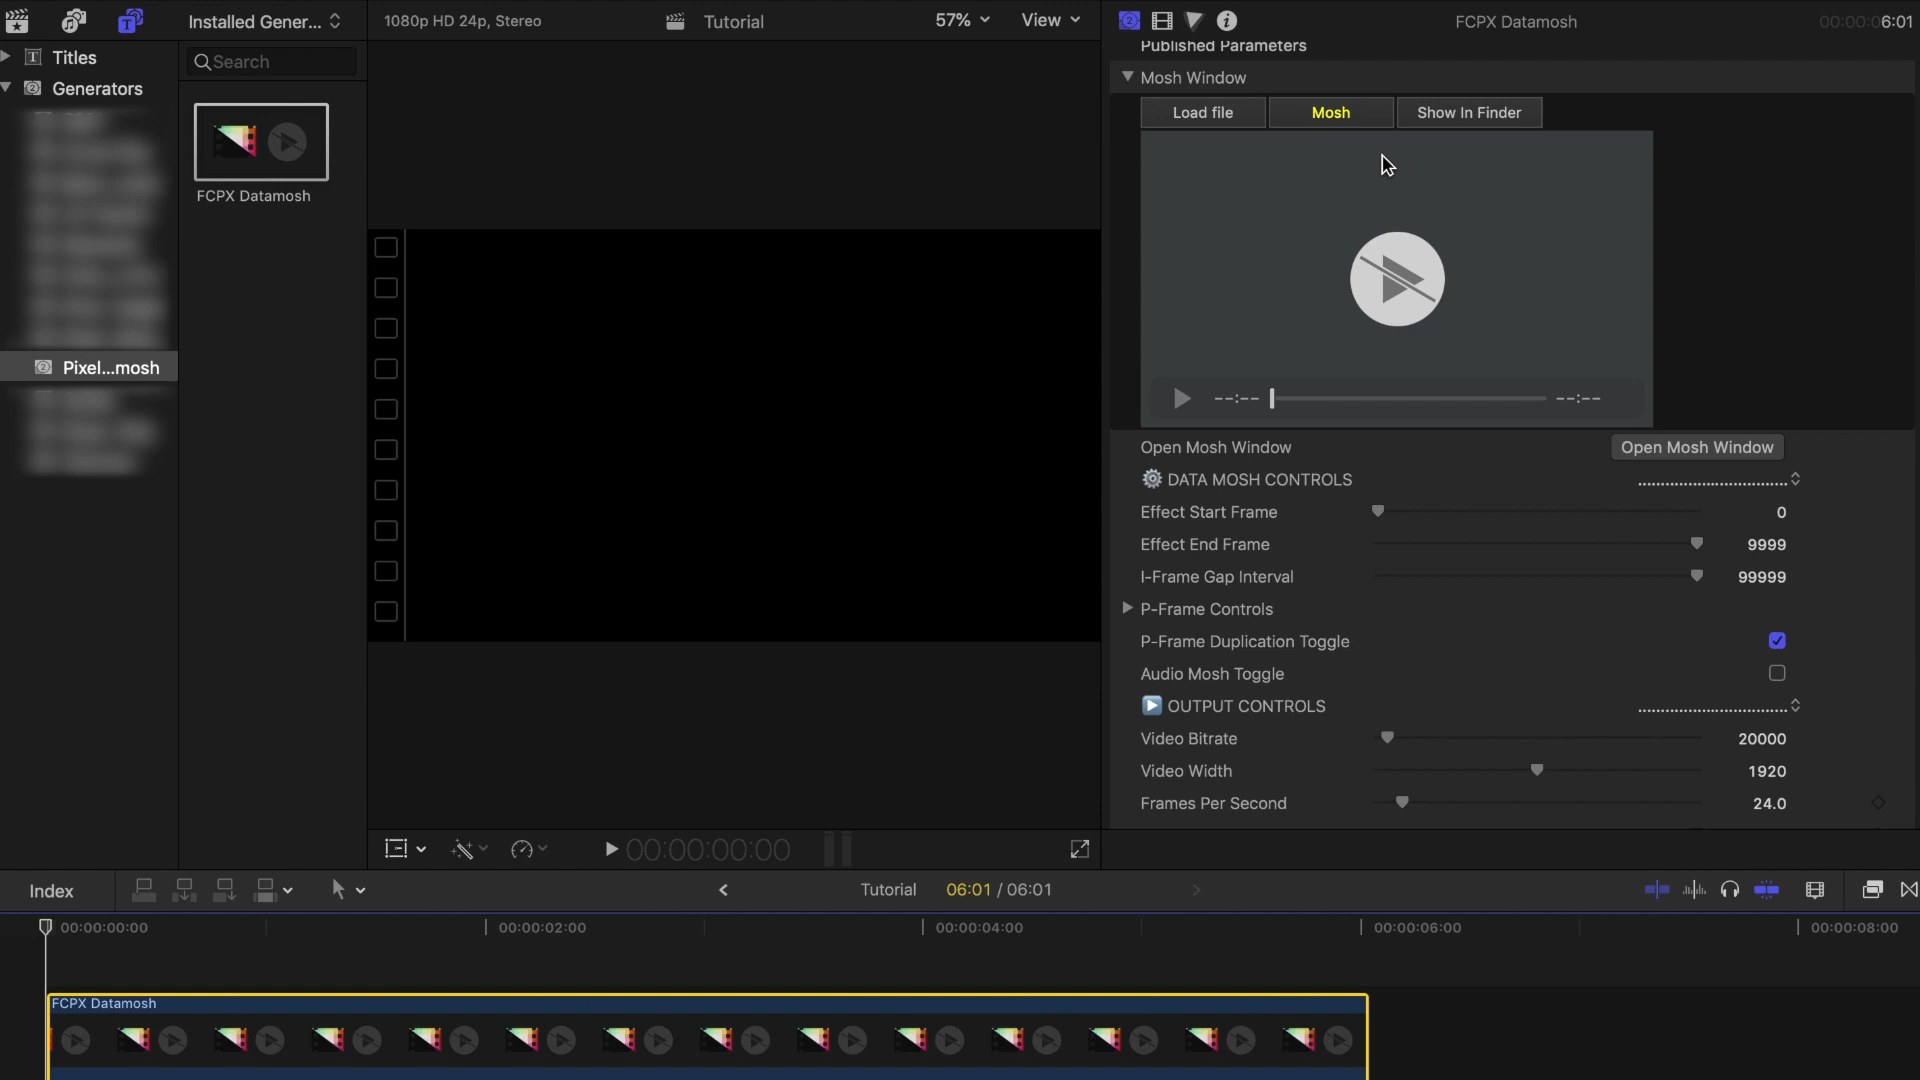 Installed Gener...
1080p HD 24p, Stereo
Tutorial
57%
View
FCPX Datamosh
00:00:06:01
Titles
Search
Generators
FCPX Datamosh
Pixel...mosh
Published Parameters
Mosh Window
Load file
Mosh
Show In Finder
--:--
--:--
Open Mosh Window
Open Mosh Window
DATA MOSH CONTROLS
Effect Start Frame
0
Effect End Frame
9999
I-Frame Gap Interval
99999
P-Frame Controls
P-Frame Duplication Toggle
Audio Mosh Toggle
OUTPUT CONTROLS
Video Bitrate
20000
Video Width
1920
Frames Per Second
24.0
00:00:00:00
Index
Tutorial
06:01 / 06:01
00:00:00:00
00:00:02:00
00:00:04:00
00:00:06:00
00:00:08:00
FCPX Datamosh